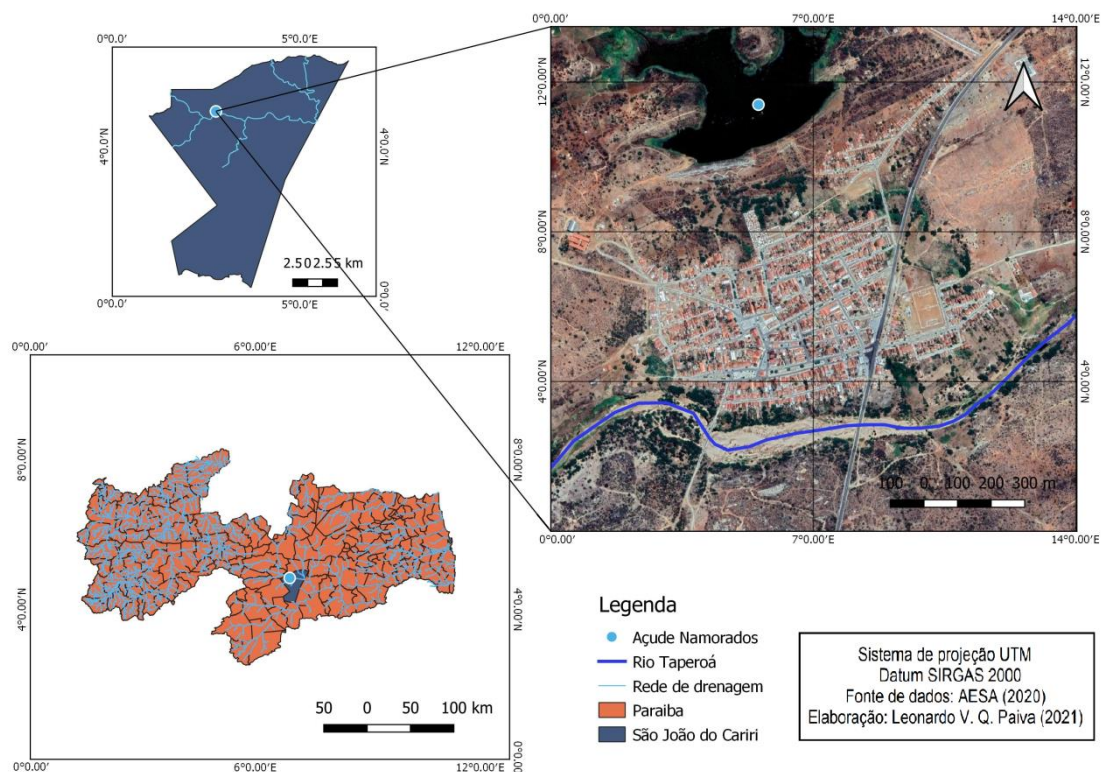 0°0.00'
5°0.0'E
4°0.0'N
4°0.0'N
2.50 2.55 km
0°0.0'
5°0.0'E
0°0.0'
0°0.00'
7°0.00'E
14°0.00'E
12°0.00'N
12°0.00'N
8°0.00'N
8°0.00'N
4°0.00'N
4°0.00'N
100 0 100 200 300 m
0°0.00'
7°0.00'E
14°0.00'E
0°0.00'
6°0.00'E
12°0.00'E
8°0.00'N
8°0.00'N
4°0.00'N
4°0.00'N
50 0 50 100 km
0°0.00'
6°0.00'E
12°0.00'E
0°0.00'
Legenda
Açude Namorados
Rio Taperoá
Rede de drenagem
Paraiba
São João do Cariri
Sistema de projeção UTM
Datum SIRGAS 2000
Fonte de dados: AESA (2020)
Elaboração: Leonardo V. Q. Paiva (2021)